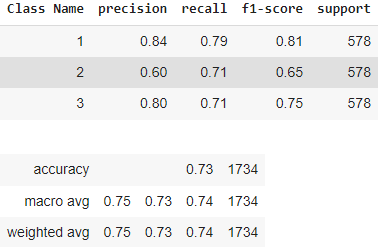 Class Name precision recall f1-score support
1 0.84 0.79 0.81 578
2 0.60 0.71 0.65 578
3 0.80 0.71 0.75 578
accuracy 0.73 1734
macro avg 0.75 0.73 0.74 1734
weighted avg 0.75 0.73 0.74 1734